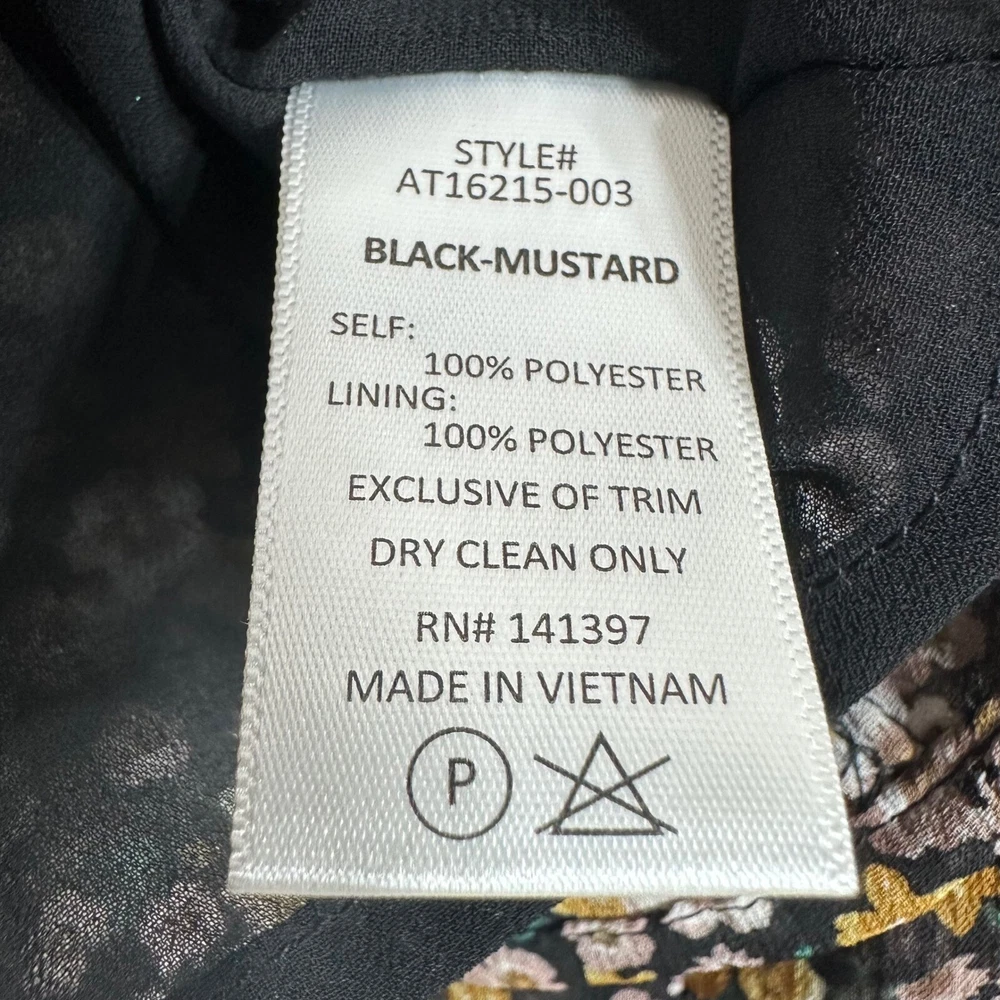 STYLE#
AT16215-003
BLACK-MUSTARD
SELF:
100% POLYESTER
LINING:
100% POLYESTER
EXCLUSIVE OF TRIM
DRY CLEAN ONLY
RN# 141397
MADE IN VIETNAM
P